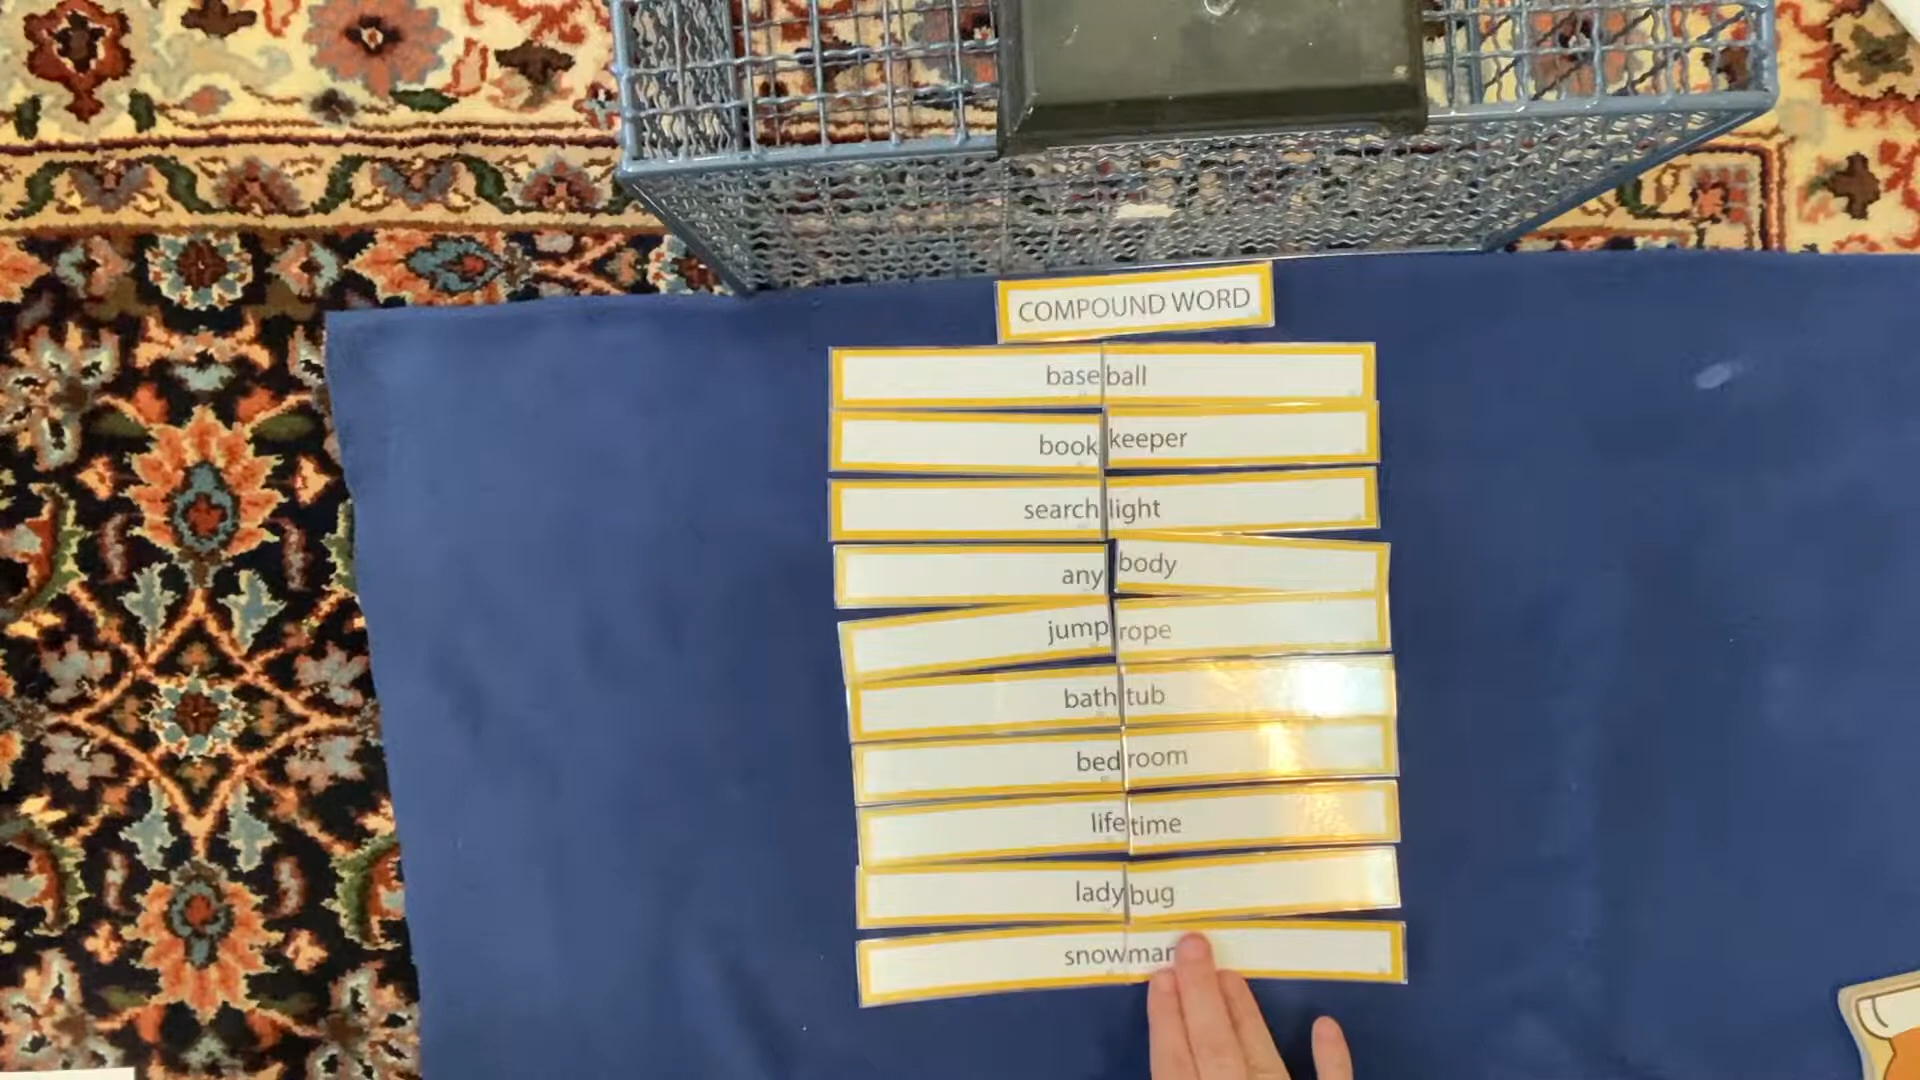 COMPOUND WORD
base ball
book keeper
search light
any body
jump rope
bath tub
bed room
life time
lady bug
snow